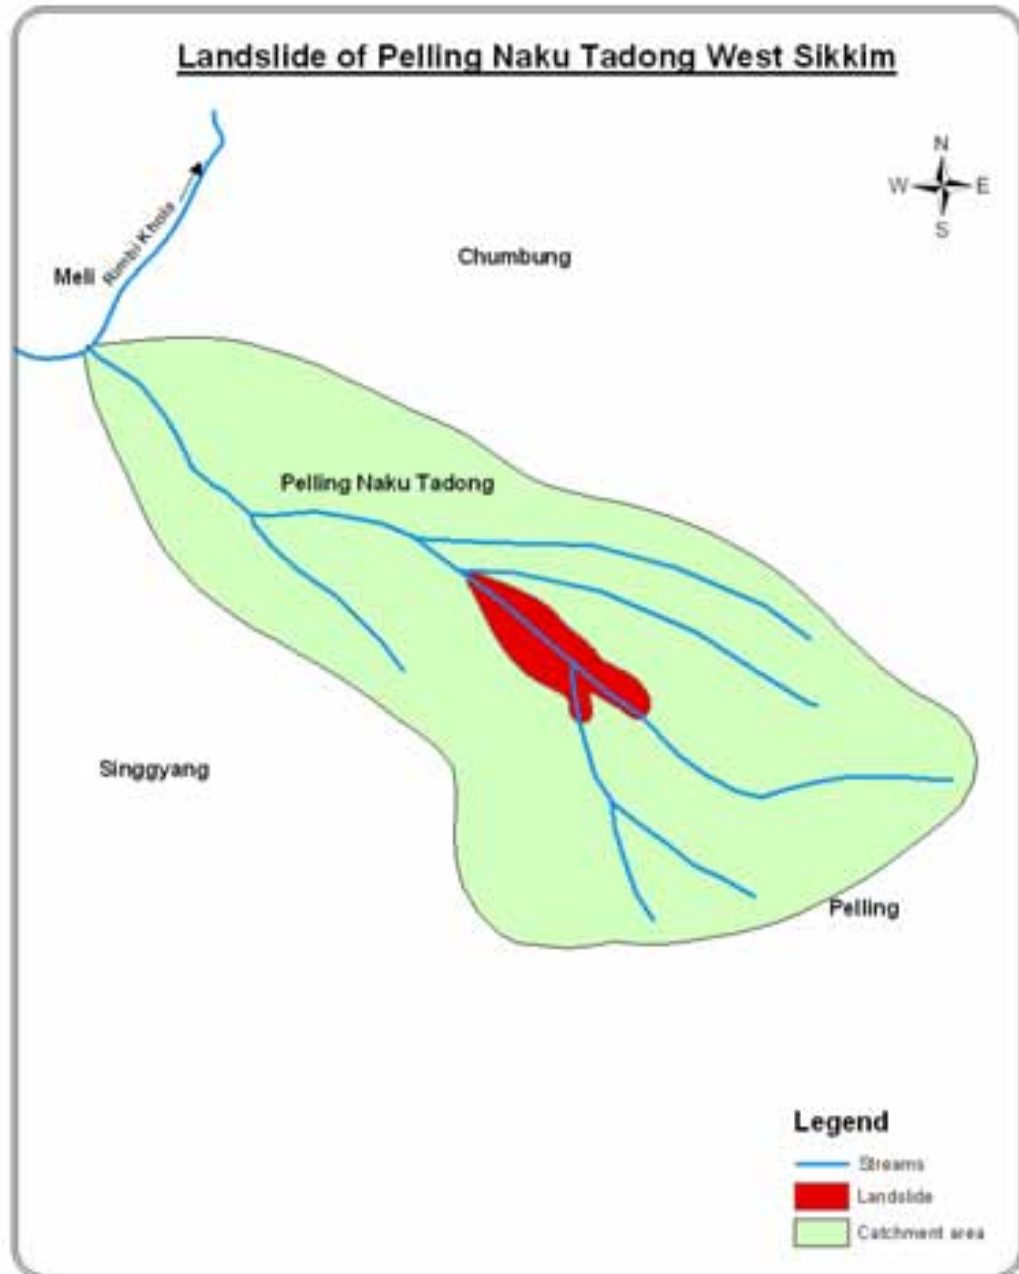 Landslide of Pelling Naku Tadong West Sikkim
N
W E
S
Rimbi Khola
Meli
Chumbung
Pelling Naku Tadong
Singgyang
Pelling
Legend
Streams
Landslide
Catchment area